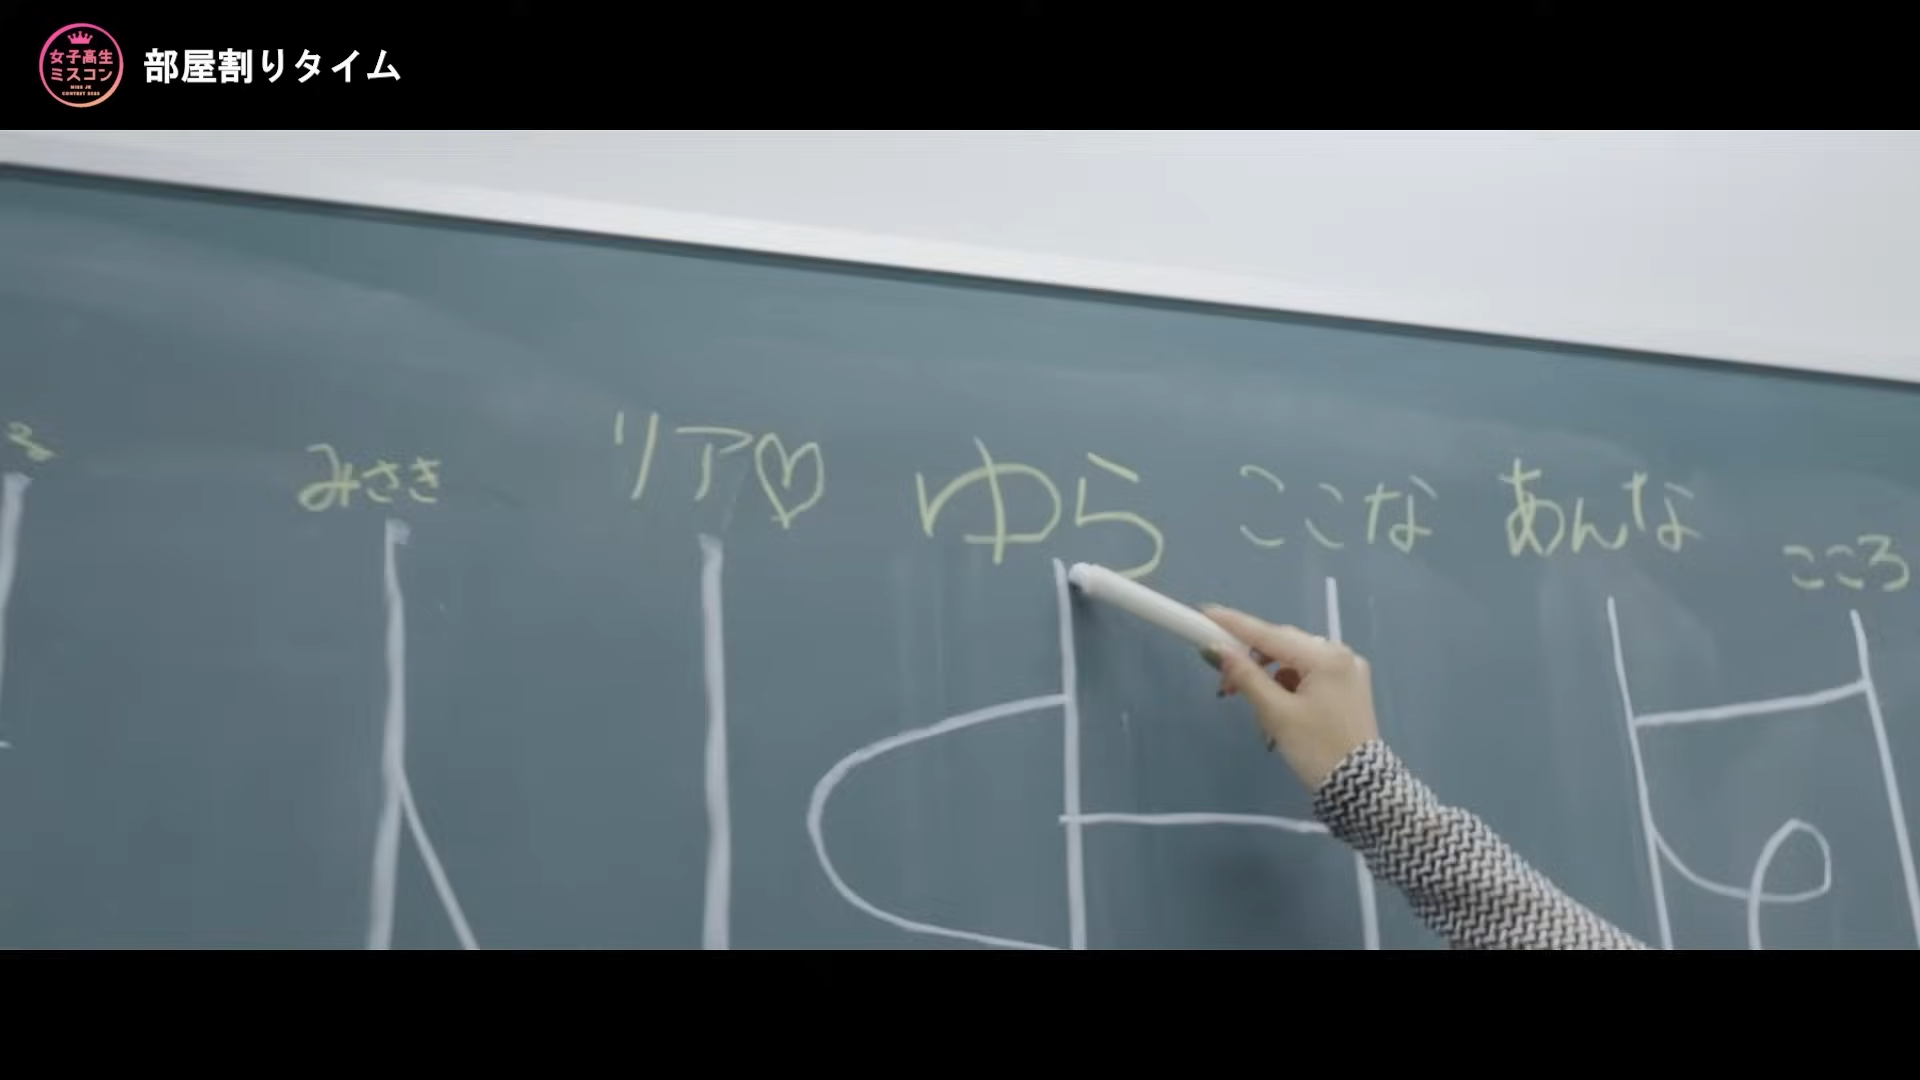 女子高生
ミスコン
部屋割りタイム
みさき
リア♡
ゆら
ここな
あんな
こころ